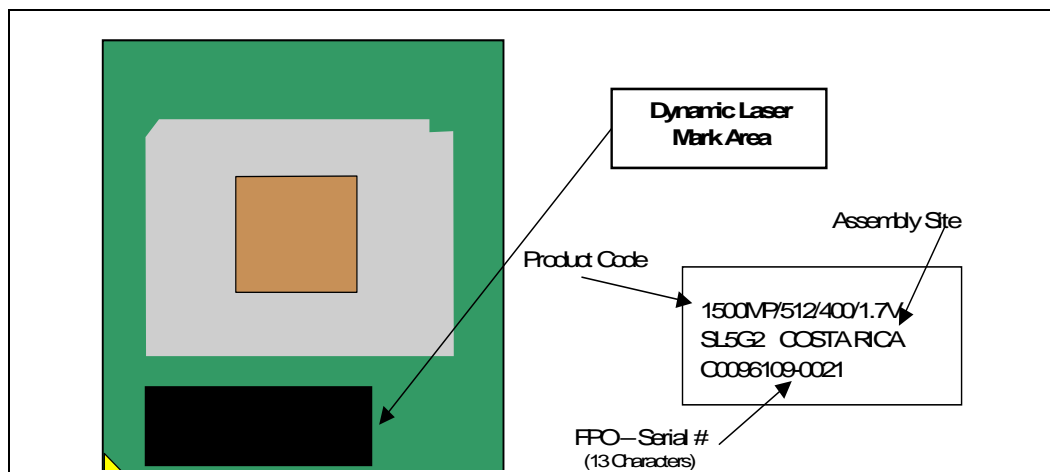 Dynamic Laser
Mark Area
Assembly Site
Product Code
1500MP/512/400/1.7V
SL5G2 COSTA RICA
C0096109-0021
FPO – Serial #
(13 Characters)